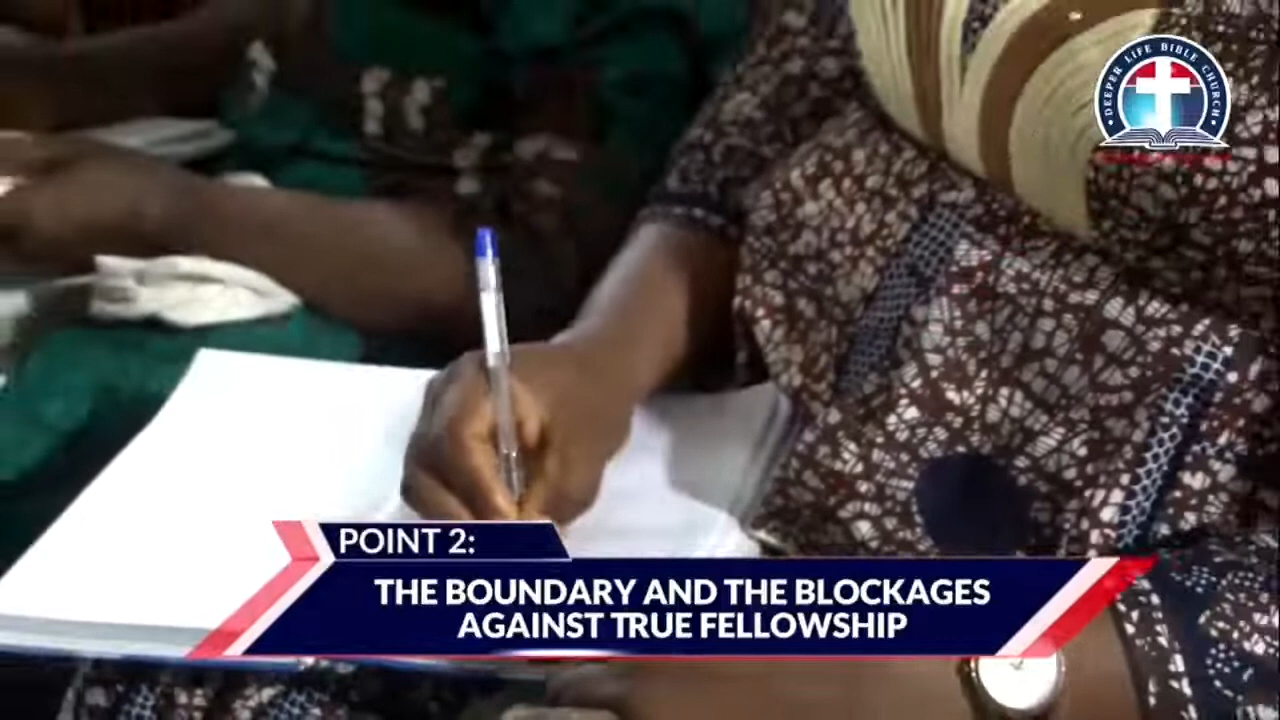 DEEPER LIFE BIBLE CHURCH
POINT 2:
THE BOUNDARY AND THE BLOCKAGES
AGAINST TRUE FELLOWSHIP